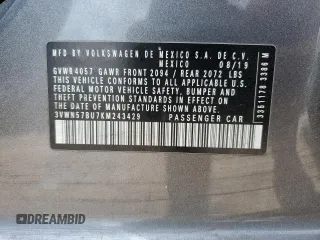 MFD BY VOLKSWAGEN DE MEXICO S.A. DE C.V.
MEXICO 08/19
GVWR 4057 GAWR FRONT 2094 / REAR 2072 LBS
THIS VEHICLE CONFORMS TO ALL APPLICABLE U.S.
FEDERAL MOTOR VEHICLE SAFETY, BUMPER AND
THEFT PREVENTION STANDARDS IN EFFECT ON THE
DATE OF MANUFACTURE SHOWN ABOVE.
3VWN57BU7KM243429 PASSENGER CAR
3351178 3386 M
DREAMBID